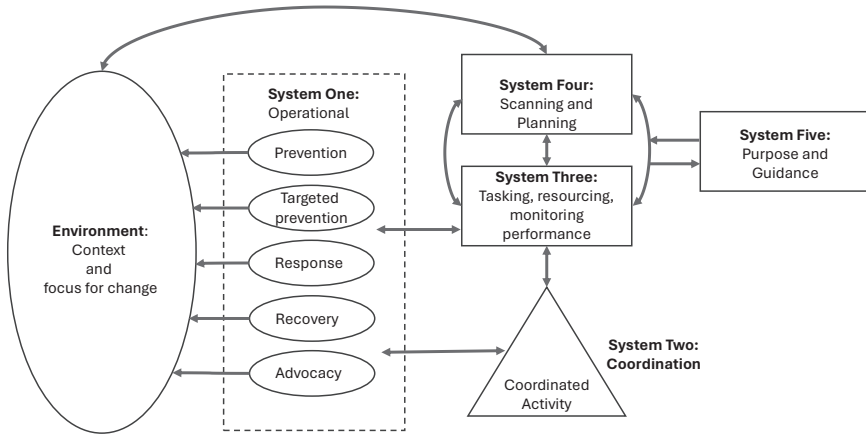 Environment:
Context
and
focus for change
System One:
Operational
Prevention
Targeted
prevention
Response
Recovery
Advocacy
System Four:
Scanning and
Planning
System Three:
Tasking, resourcing,
monitoring
performance
System Five:
Purpose and
Guidance
System Two:
Coordination
Coordinated
Activity